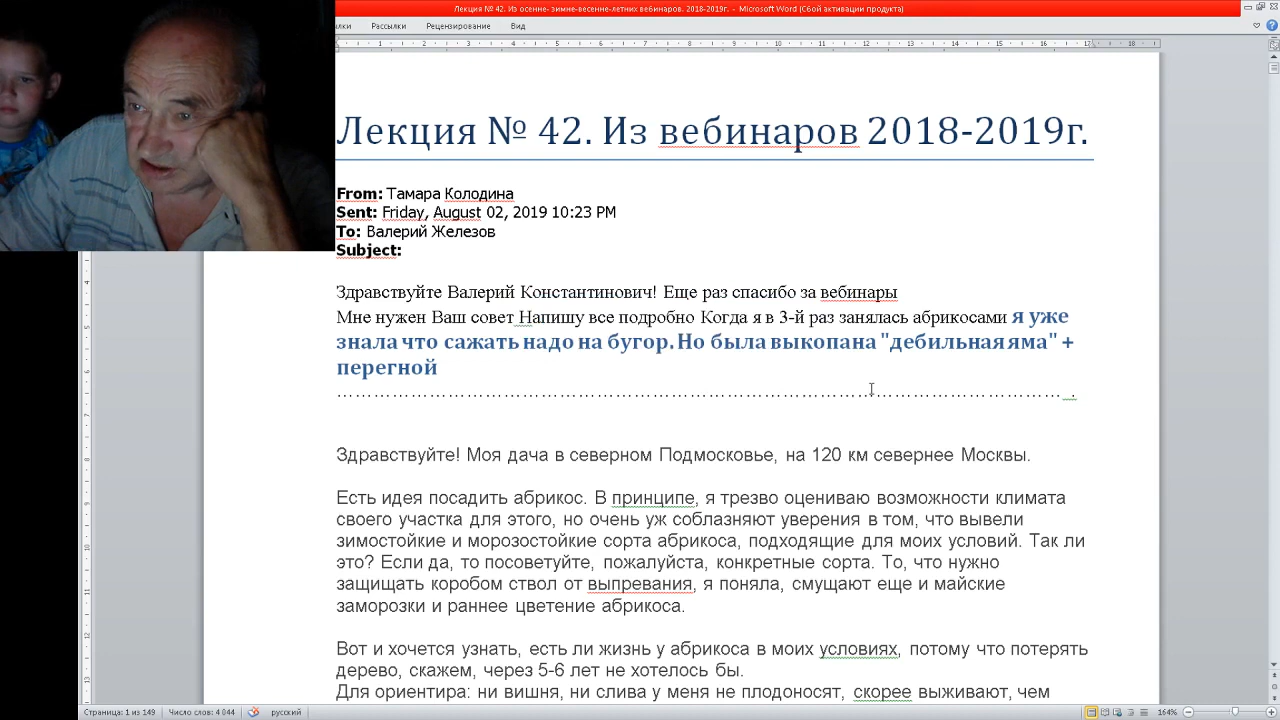 Лекция № 42. Из осенне- зимне-весенне-летних вебинаров. 2018-2019г. - Microsoft Word (Сбой активации продукта)
Рассылки Рецензирование Вид
Лекция № 42. Из вебинаров 2018-2019г.
From: Тамара Колодина
Sent: Friday, August 02, 2019 10:23 PM
To: Валерий Железов
Subject:
Здравствуйте Валерий Константинович! Еще раз спасибо за вебинары
Мне нужен Ваш совет Напишу все подробно Когда я в 3-й раз занялась абрикосами я уже
знала что сажать надо на бугор. Но была выкопана "дебильная яма" +
перегной
Здравствуйте! Моя дача в северном Подмосковье, на 120 км севернее Москвы.
Есть идея посадить абрикос. В принципе, я трезво оцениваю возможности климата
своего участка для этого, но очень уж соблазняют уверения в том, что вывели
зимостойкие и морозостойкие сорта абрикоса, подходящие для моих условий. Так ли
это? Если да, то посоветуйте, пожалуйста, конкретные сорта. То, что нужно
защищать коробом ствол от выпревания, я поняла, смущают еще и майские
заморозки и раннее цветение абрикоса.
Вот и хочется узнать, есть ли жизнь у абрикоса в моих условиях, потому что потерять
дерево, скажем, через 5-6 лет не хотелось бы.
Для ориентира: ни вишня, ни слива у меня не плодоносят, скорее выживают, чем
Страница: 1 из 149 Число слов: 4 044 русский 164%